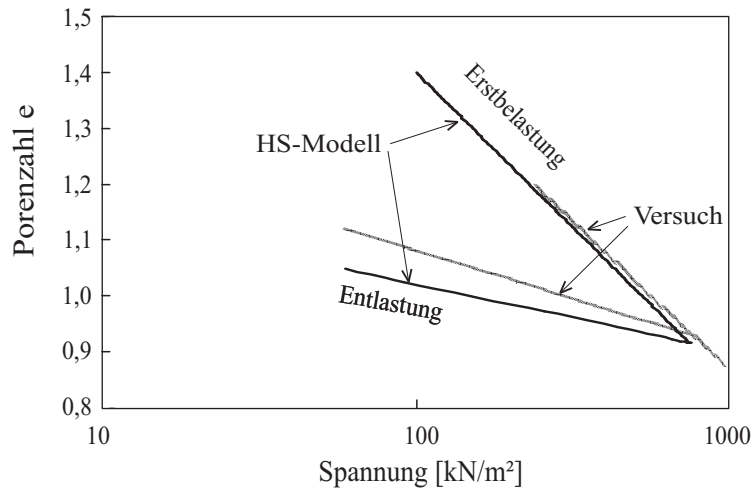 1,5
1,4
1,3
1,2
1,1
1,0
0,9
0,8
Porenzahl e
Erstbelastung
HS-Modell
Versuch
Entlastung
10
100
1000
Spannung [kN/m²]